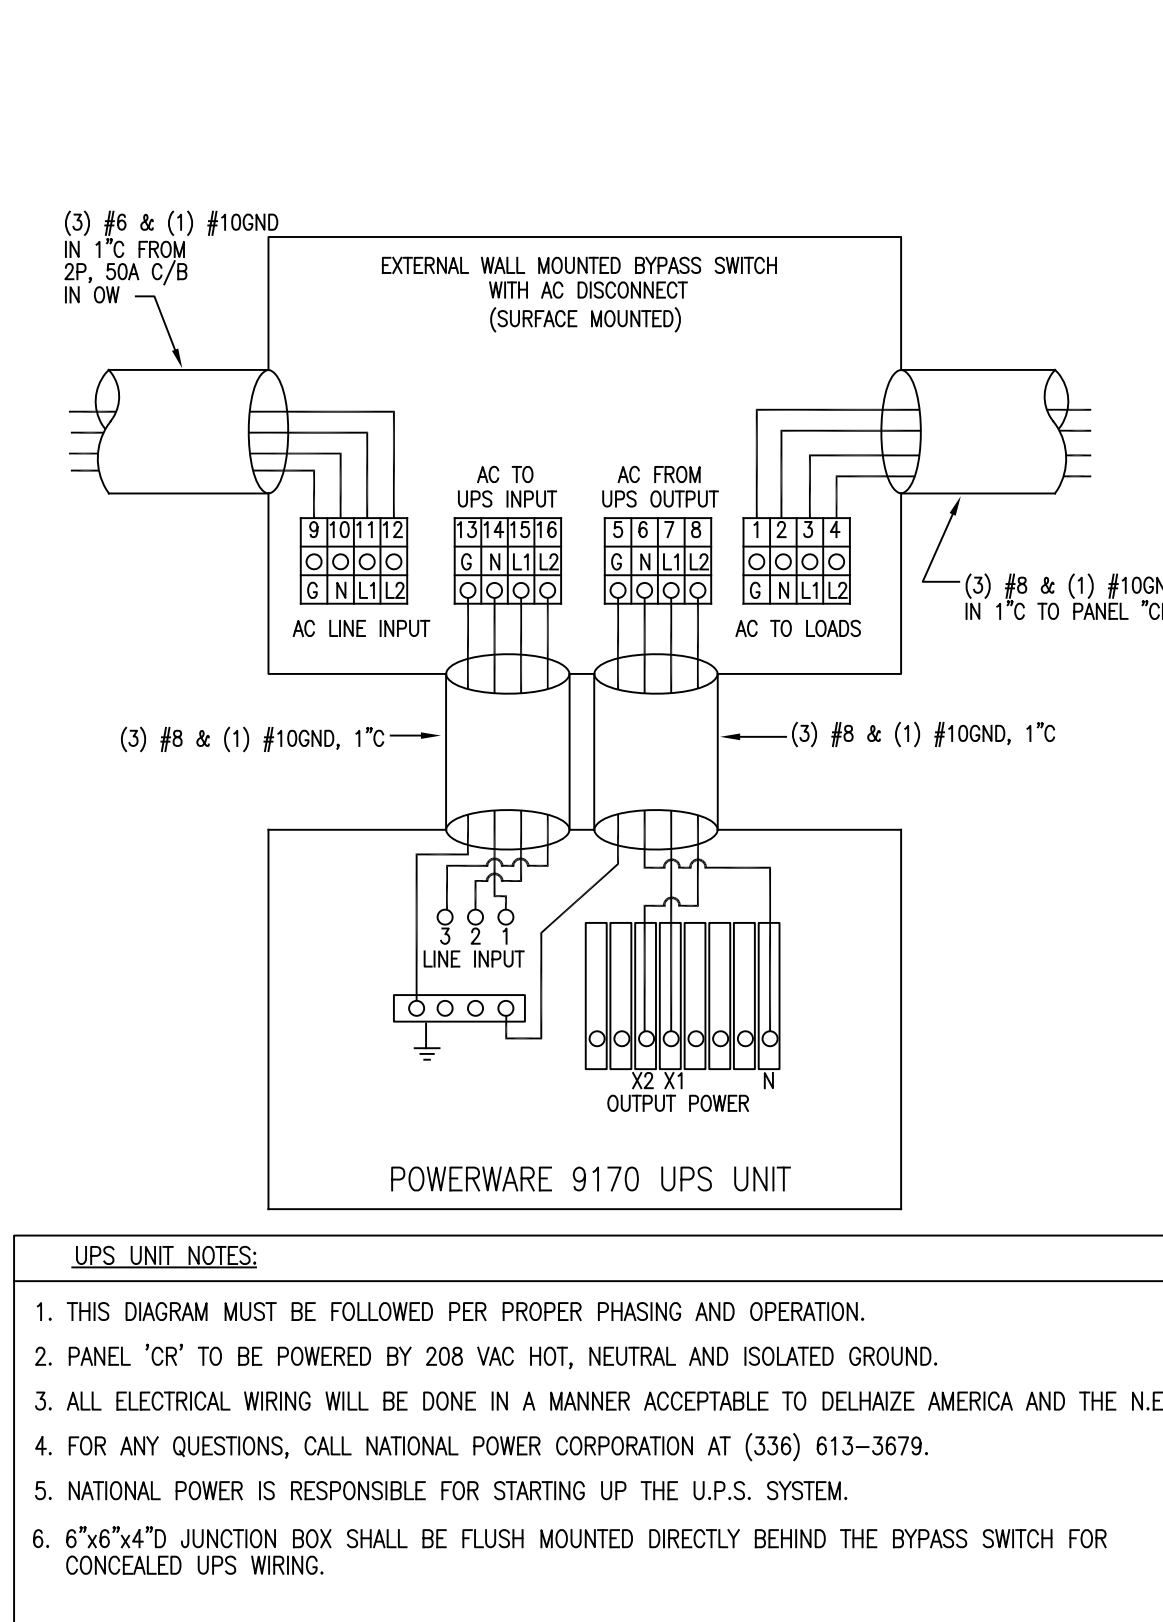 (3) #6 & (1) #10GND
IN 1"C FROM
2P, 50A C/B
IN OW
EXTERNAL WALL MOUNTED BYPASS SWITCH
WITH AC DISCONNECT
(SURFACE MOUNTED)
AC TO
UPS INPUT
AC FROM
UPS OUTPUT
9 10 11 12
G N L1 L2
AC LINE INPUT
13 14 15 16
G N L1 L2
5 6 7 8
G N L1 L2
1 2 3 4
G N L1 L2
AC TO LOADS
(3) #8 & (1)
IN 1"C TO PANEL
(3) #8 & (1) #10GND, 1"C
(3) #8 & (1) #10GND, 1"C
3 2 1
LINE INPUT
X2 X1 N
OUTPUT POWER
POWERWARE 9170 UPS UNIT
UPS UNIT NOTES:
1. THIS DIAGRAM MUST BE FOLLOWED PER PROPER PHASING AND OPERATION.
2. PANEL 'CR' TO BE POWERED BY 208 VAC HOT, NEUTRAL AND ISOLATED GROUND.
3. ALL ELECTRICAL WIRING WILL BE DONE IN A MANNER ACCEPTABLE TO DELHAIZE AMERICA AND THE
4. FOR ANY QUESTIONS, CALL NATIONAL POWER CORPORATION AT (336) 613-3679.
5. NATIONAL POWER IS RESPONSIBLE FOR STARTING UP THE U.P.S. SYSTEM.
6. 6"x6"x4"D JUNCTION BOX SHALL BE FLUSH MOUNTED DIRECTLY BEHIND THE BYPASS SWITCH FOR
CONCEALED UPS WIRING.